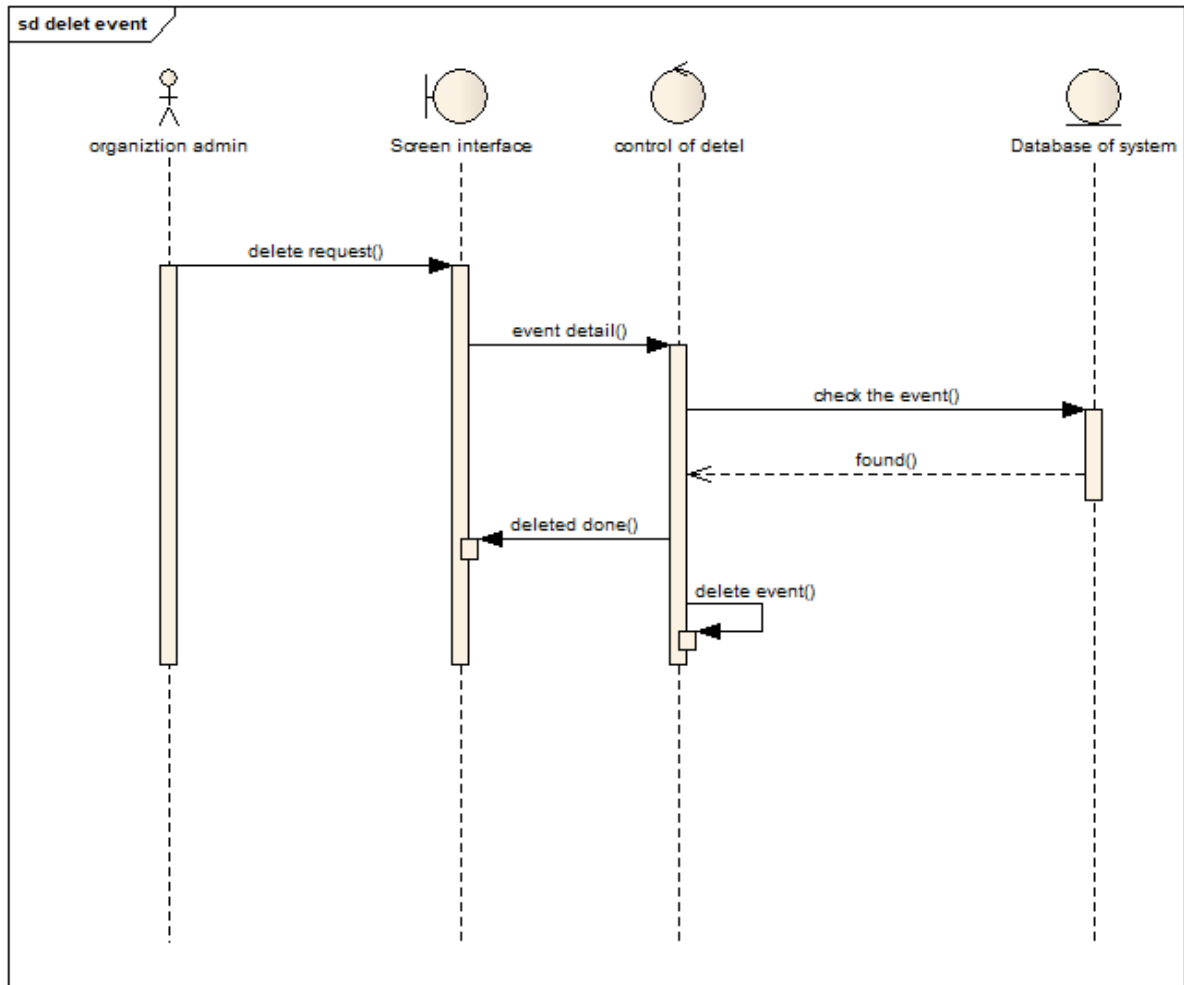 sd delet event
organiztion admin
Screen interface
control of detel
Database of system
delete request()
event detail()
check the event()
found()
deleted done()
delete event()